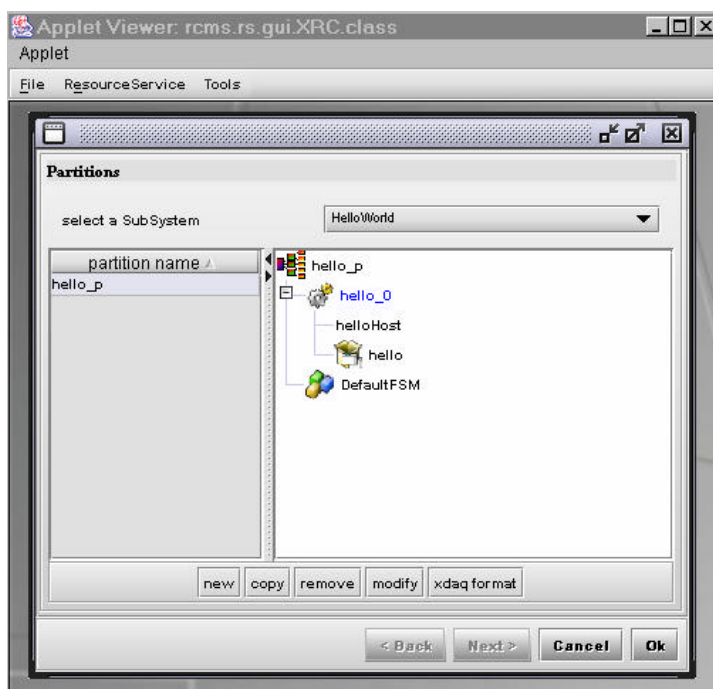 Applet Viewer: rcms.rs.gui.XRC.class
Applet
File ResourceService Tools
Partitions
select a SubSystem HelloWorld
partition name
hello_p
hello_p
hello_0
helloHost
hello
DefaultFSM
new copy remove modify xdaq format
< Back Next > Cancel Ok